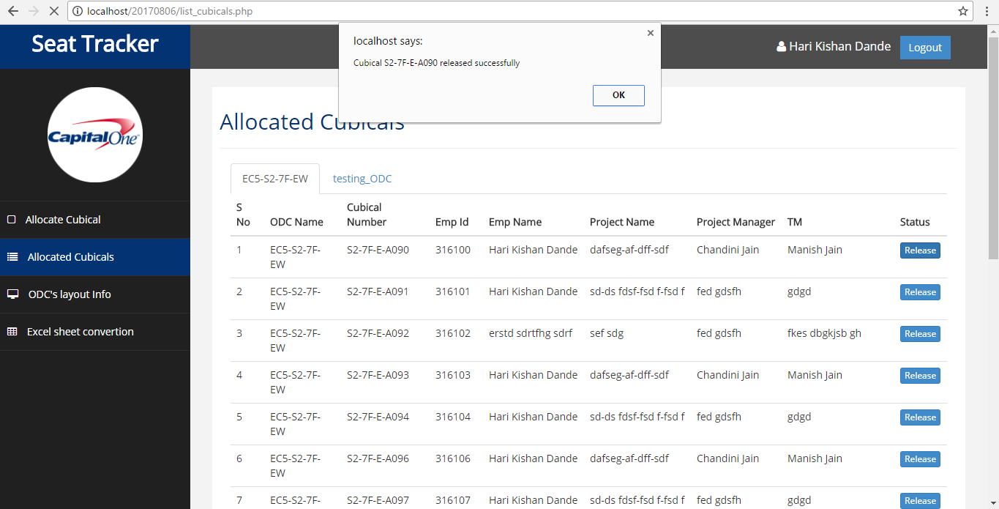 localhost/20170806/list_cubicals.php
Seat Tracker
localhost says:
Cubical S2-7F-E-A090 released successfully
OK
Hari Kishan Dande
Logout
CapitalOne
Allocate Cubical
Allocated Cubicals
ODC's layout Info
Excel sheet convertion
Allocated Cubicals
EC5-S2-7F-EW testing_ODC
S No ODC Name Cubical Number Emp Id Emp Name Project Name Project Manager TM Status
1 EC5-S2-7F-EW S2-7F-E-A090 316100 Hari Kishan Dande dafseg-af-dff-sdf Chandini Jain Manish Jain Release
2 EC5-S2-7F-EW S2-7F-E-A091 316101 Hari Kishan Dande sd-ds fdsf-fsd f-fsd f fed gdsfh gdgd Release
3 EC5-S2-7F-EW S2-7F-E-A092 316102 erstd sdrtfhg sdrf sef sdg fed gdsfh fkes dbgkjsb gh Release
4 EC5-S2-7F-EW S2-7F-E-A093 316103 Hari Kishan Dande dafseg-af-dff-sdf Chandini Jain Manish Jain Release
5 EC5-S2-7F-EW S2-7F-E-A094 316104 Hari Kishan Dande sd-ds fdsf-fsd f-fsd f fed gdsfh gdgd Release
6 EC5-S2-7F-EW S2-7F-E-A096 316106 Hari Kishan Dande dafseg-af-dff-sdf Chandini Jain Manish Jain Release
7 EC5-S2-7F- S2-7F-E-A097 316107 Hari Kishan Dande sd-ds fdsf-fsd f-fsd f fed gdsfh gdgd Release